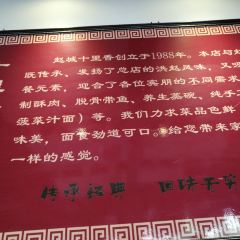 赵城十里香创立于1988年。本店与
既传承、发扬了总店的洪赵风味，又
餐元素，迎合了各位宾朋的不同需求
制酥肉、脱骨带鱼、养生菜碗、纯手
菠菜汁面）等。我们力求菜品色鲜
味美，面食劲道可口。给您带来家
一样的感觉。
传承经典 回味无穷